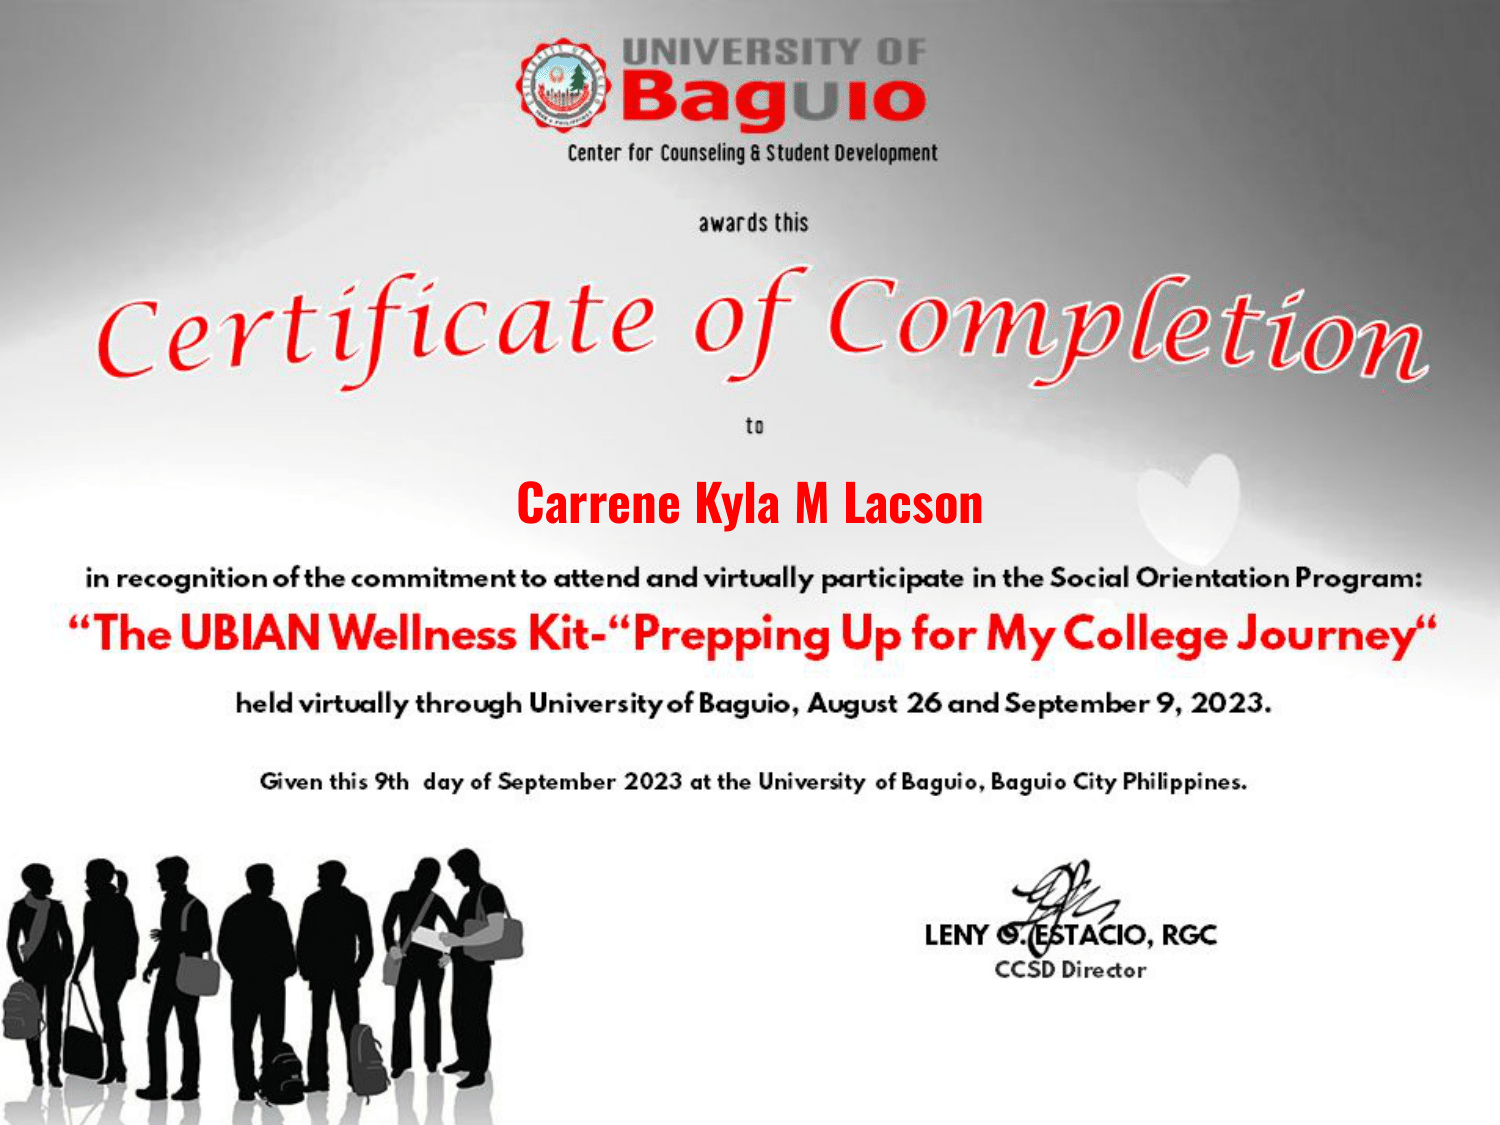 UNIVERSITY OF
Baguio
Center for Counseling & Student Development
awards this
Certificate of Completion
to
Carrene Kyla M Lacson
in recognition of the commitment to attend and virtually participate in the Social Orientation Program:
“The UBIAN Wellness Kit-“Prepping Up for My College Journey“
held virtually through University of Baguio, August 26 and September 9, 2023.
Given this 9th day of September 2023 at the University of Baguio, Baguio City Philippines.
LENY G. ESTACIO, RGC
CCSD Director